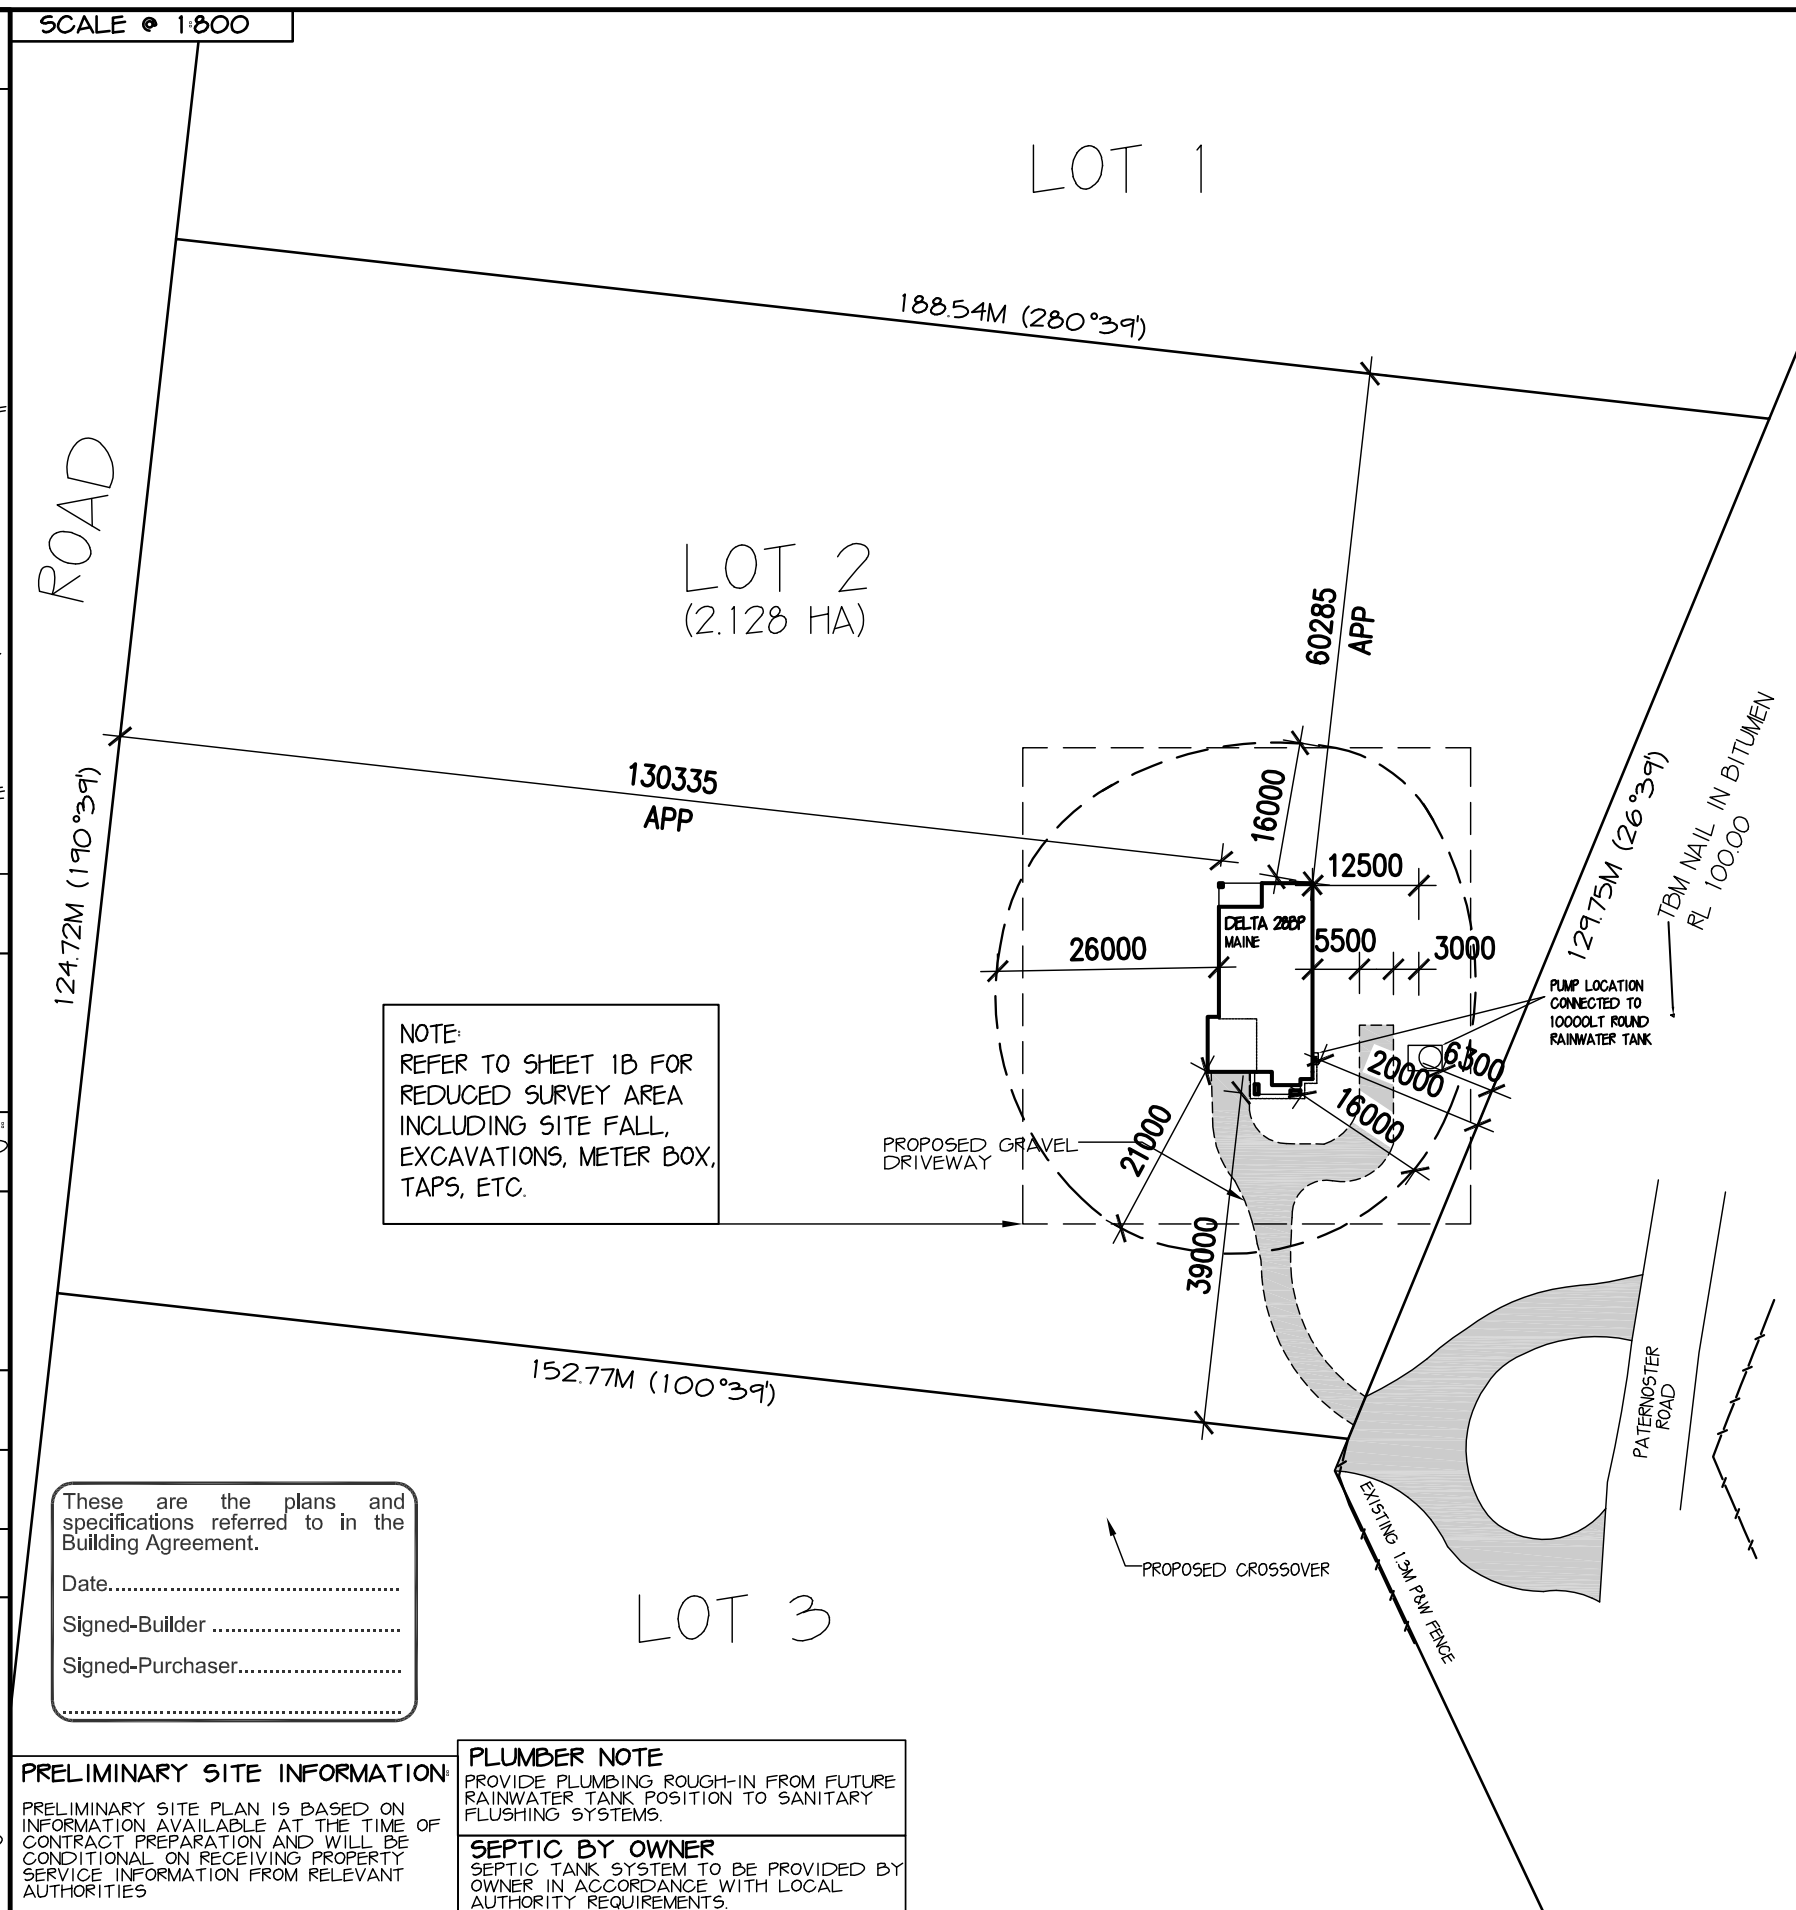 SCALE @ 1:800
LOT 1
188.54M (280°39')
ROAD
LOT 2
(2.128 HA)
60285
APP
130335
APP
124.72M (190°39')
16000
12500
DELTA 28BP
MAINE
26000
5500
3000
129.75M (26°39')
TBM NAIL IN BITUMEN
RL 100.00
PUMP LOCATION
CONNECTED TO
10000LT ROUND
RAINWATER TANK
NOTE:
REFER TO SHEET 1B FOR
REDUCED SURVEY AREA
INCLUDING SITE FALL,
EXCAVATIONS, METER BOX,
TAPS, ETC.
6300
20000
16000
21000
PROPOSED GRAVEL
DRIVEWAY
39000
152.77M (100°39')
PATERNOSTER
ROAD
EXISTING 1.3M P&W FENCE
PROPOSED CROSSOVER
LOT 3
These are the plans and
specifications referred to in the
Building Agreement.
Date
Signed-Builder
Signed-Purchaser
PRELIMINARY SITE INFORMATION:
PRELIMINARY SITE PLAN IS BASED ON
INFORMATION AVAILABLE AT THE TIME OF
CONTRACT PREPARATION AND WILL BE
CONDITIONAL ON RECEIVING PROPERTY
SERVICE INFORMATION FROM RELEVANT
AUTHORITIES
PLUMBER NOTE
PROVIDE PLUMBING ROUGH-IN FROM FUTURE
RAINWATER TANK POSITION TO SANITARY
FLUSHING SYSTEMS.
SEPTIC BY OWNER
SEPTIC TANK SYSTEM TO BE PROVIDED BY
OWNER IN ACCORDANCE WITH LOCAL
AUTHORITY REQUIREMENTS.